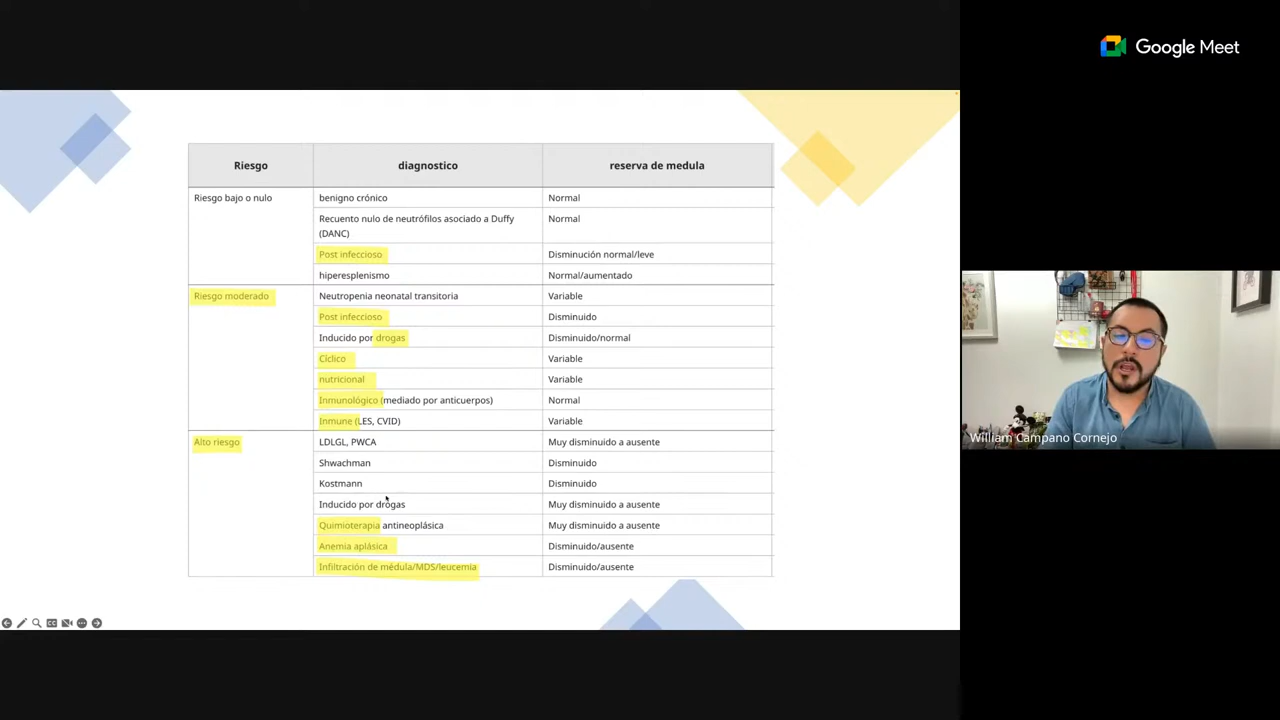 Google Meet
Riesgo diagnostico reserva de medula
Riesgo bajo o nulo benigno crónico Normal
Recuento nulo de neutrófilos asociado a Duffy
(DANC) Normal
Post infeccioso Disminución normal/leve
hiperesplenismo Normal/aumentado
Riesgo moderado Neutropenia neonatal transitoria Variable
Post infeccioso Disminuido
Inducido por drogas Disminuido/normal
Cíclico Variable
nutricional Variable
Inmunológico (mediado por anticuerpos) Normal
Inmune (LES, CVID) Variable
Alto riesgo LDLGL, PWCA Muy disminuido a ausente
Shwachman Disminuido
Kostmann Disminuido
Inducido por drogas Muy disminuido a ausente
Quimioterapia antineoplásica Muy disminuido a ausente
Anemia aplásica Disminuido/ausente
Infiltración de médula/MDS/leucemia Disminuido/ausente
William Campano Cornejo